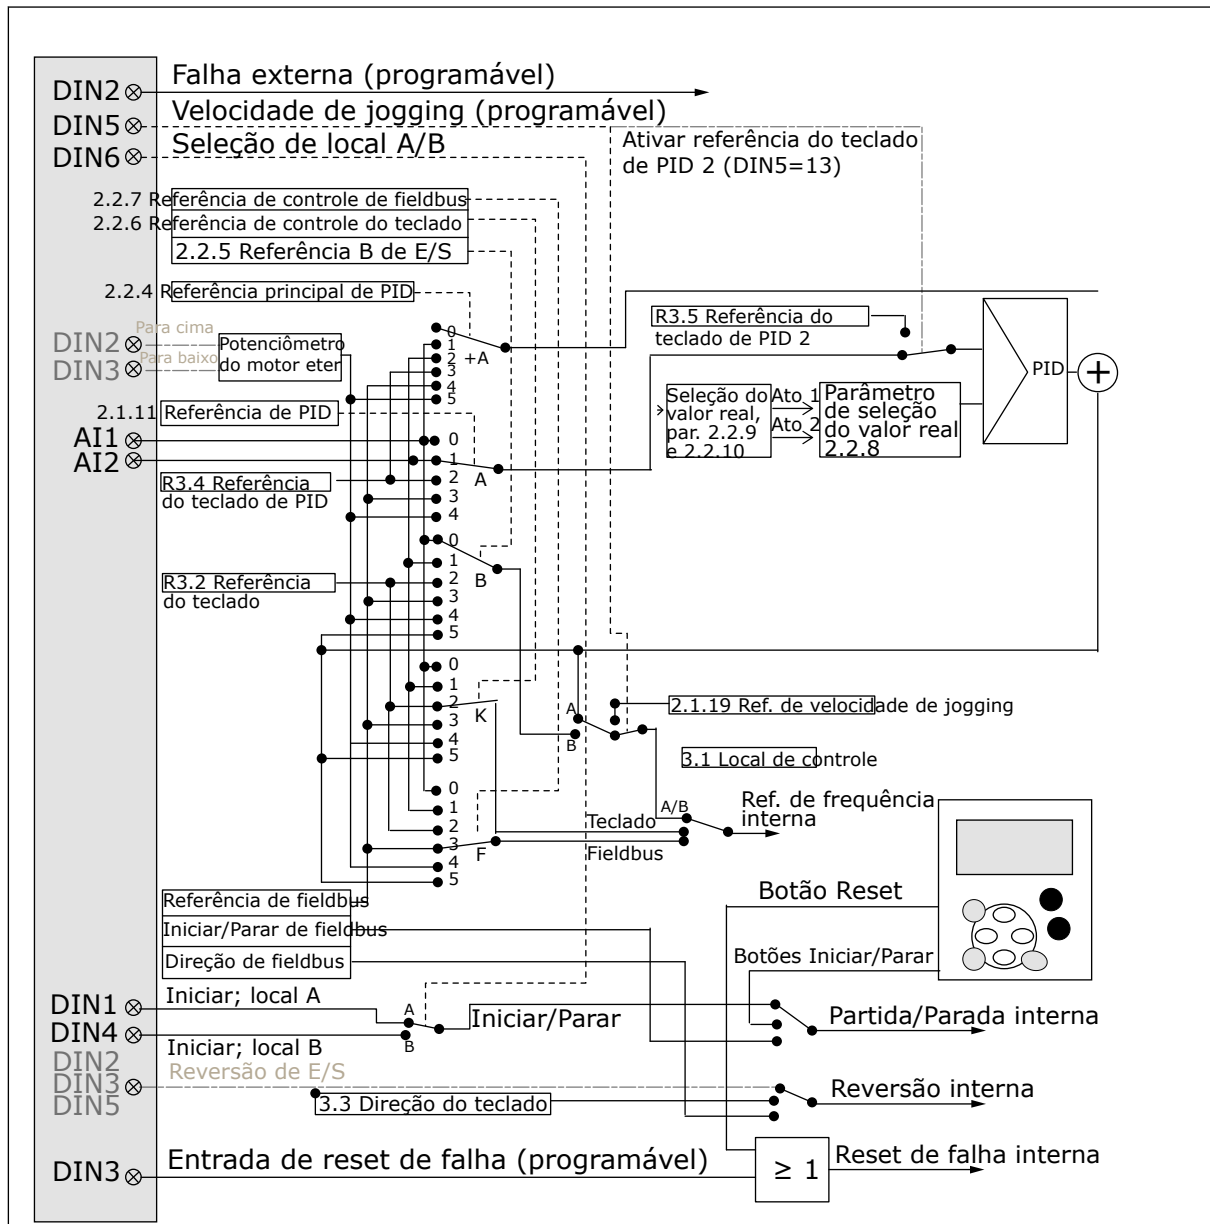 DIN2
Falha externa (programável)
DIN5
Velocidade de jogging (programável)
DIN6
Seleção de local A/B
Ativar referência do teclado
de PID 2 (DIN5=13)
2.2.7 Referência de controle de fieldbus
2.2.6 Referência de controle do teclado
2.2.5 Referência B de E/S
2.2.4 Referência principal de PID
R3.5 Referência do
teclado de PID 2
Para cima
DIN2
Para baixo
DIN3
Potenciômetro
do motor eter
0
1
2 +A
3
4
5
PID
+
Seleção do
valor real,
par. 2.2.9
e 2.2.10
Ato 1
Ato 2
Parâmetro
de seleção
do valor real
2.2.8
2.1.11 Referência de PID
AI1
AI2
0
1
2
3
4
A
R3.4 Referência
do teclado de PID
0
1
2
3
4
5
B
R3.2 Referência
do teclado
0
1
2
3
4
5
K
A
B
2.1.19 Ref. de velocidade de jogging
3.1 Local de controle
0
1
2
3
4
5
F
A/B
Teclado
Fieldbus
Ref. de frequência
interna
Referência de fieldbus
Iniciar/Parar de fieldbus
Direção de fieldbus
Botão Reset
Botões Iniciar/Parar
DIN1
Iniciar; local A
DIN4
Iniciar; local B
A
B
Iniciar/Parar
Partida/Parada interna
DIN2
DIN3
DIN5
Reversão de E/S
3.3 Direção do teclado
Reversão interna
DIN3
Entrada de reset de falha (programável)
≥ 1
Reset de falha interna